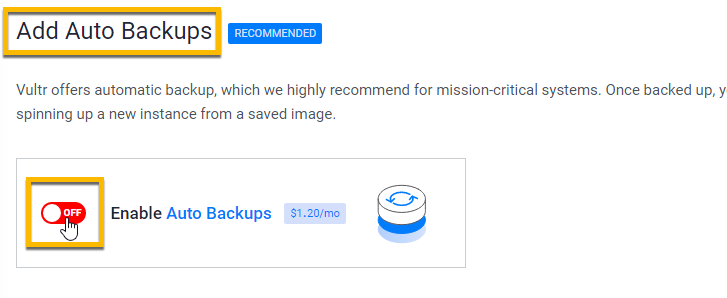 Add Auto Backups RECOMMENDED
Vultr offers automatic backup, which we highly recommend for mission-critical systems. Once backed up,
spinning up a new instance from a saved image.
OFF Enable Auto Backups $1.20/mo